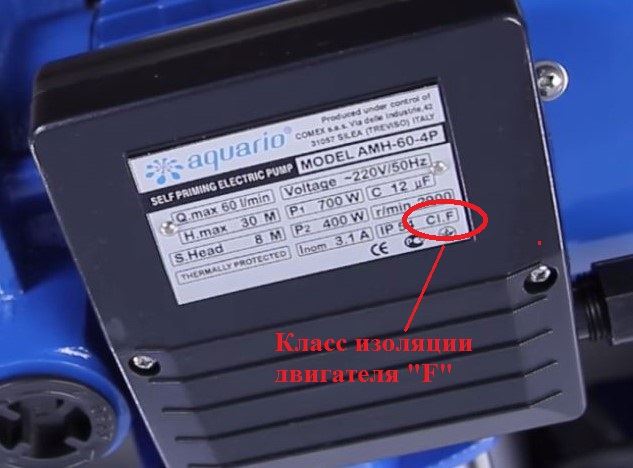 Produced under control of
COMEX s.a.s. Via delle Industrie,42
31057 SILEA (TREVISO) ITALY
aquario®
SELF PRIMING ELECTRIC PUMP MODEL AMH-60-4P
Q.max 60 l/min Voltage ~220V/50Hz
H.max 30 M P1 700 W C 12 µF
S.Head 8 M P2 400 W r/min 2900
THERMALLY PROTECTED Inom 3,1 A IP 54 Cl.F
CE
Класс изоляции
двигателя "F"